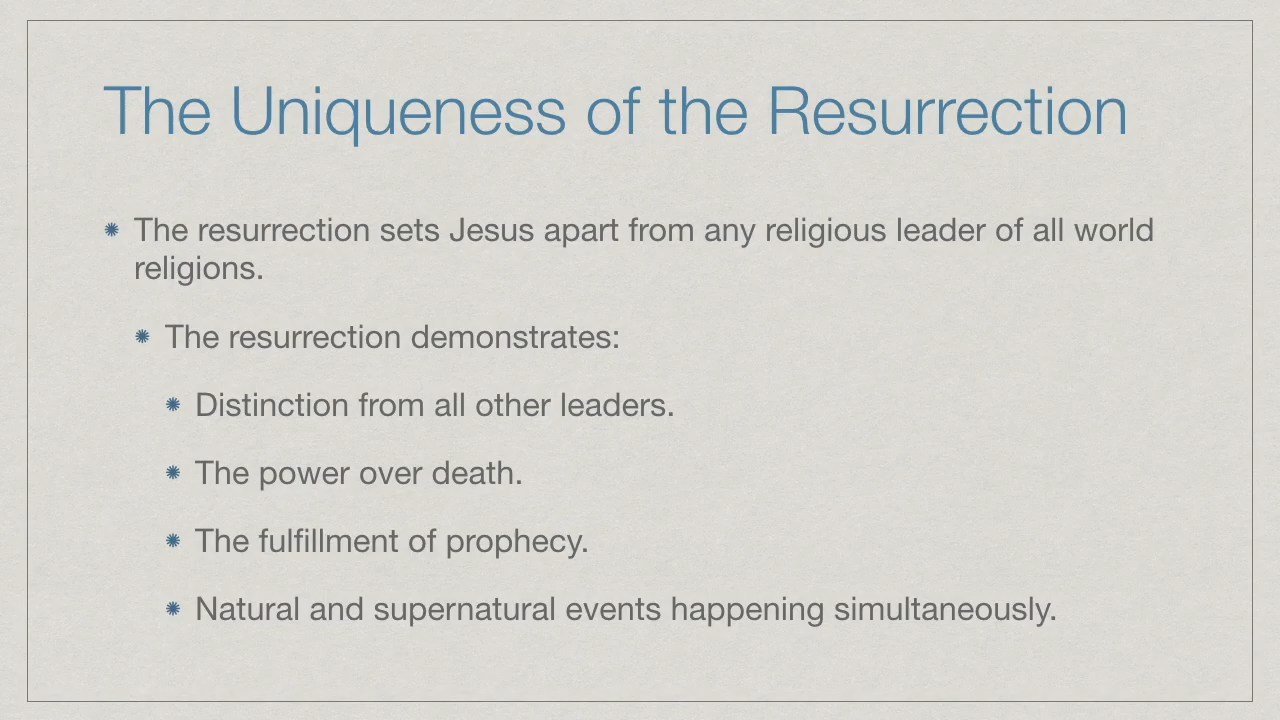 The Uniqueness of the Resurrection
The resurrection sets Jesus apart from any religious leader of all world
religions.
The resurrection demonstrates:
Distinction from all other leaders.
The power over death.
The fulfillment of prophecy.
Natural and supernatural events happening simultaneously.